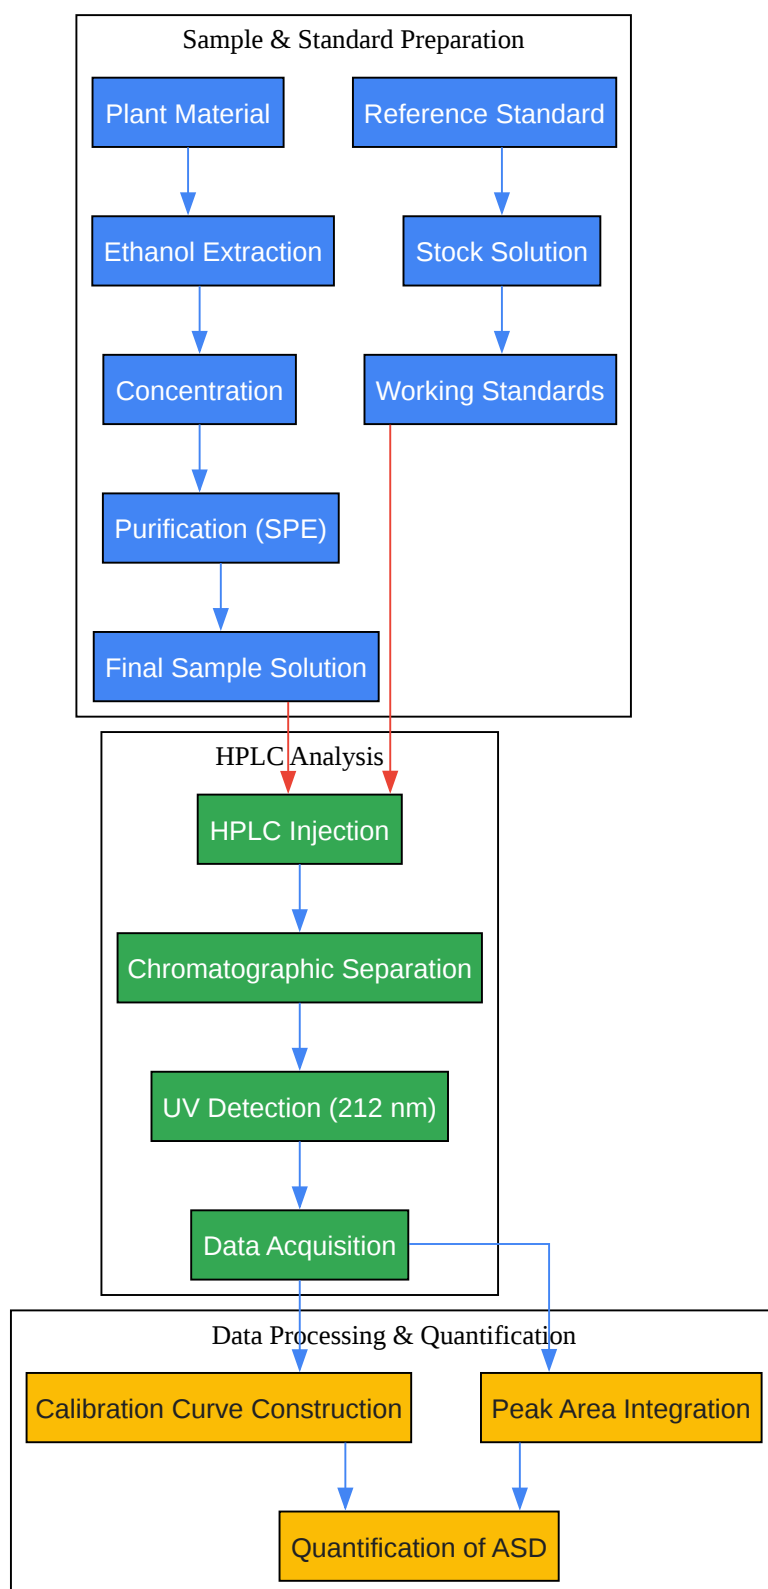 Sample & Standard Preparation
Plant Material
Reference Standard
Ethanol Extraction
Stock Solution
Concentration
Working Standards
Purification (SPE)
Final Sample Solution
HPLC Analysis
HPLC Injection
Chromatographic Separation
UV Detection (212 nm)
Data Acquisition
Data Processing & Quantification
Calibration Curve Construction
Peak Area Integration
Quantification of ASD